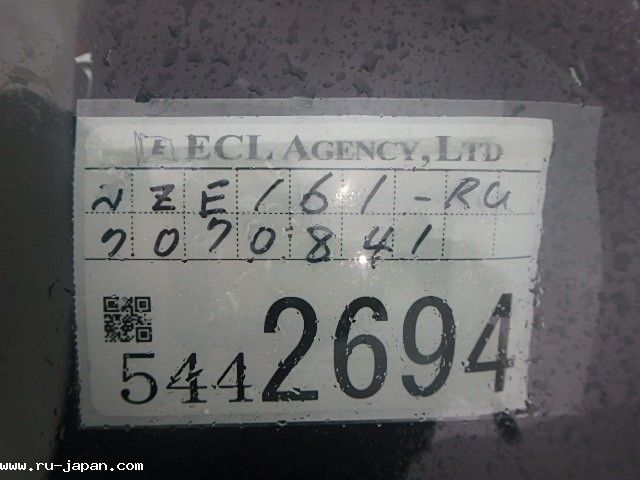 ECL AGENCY, LTD
NZE161-RG
7070841
5442694
www.ru-japan.com